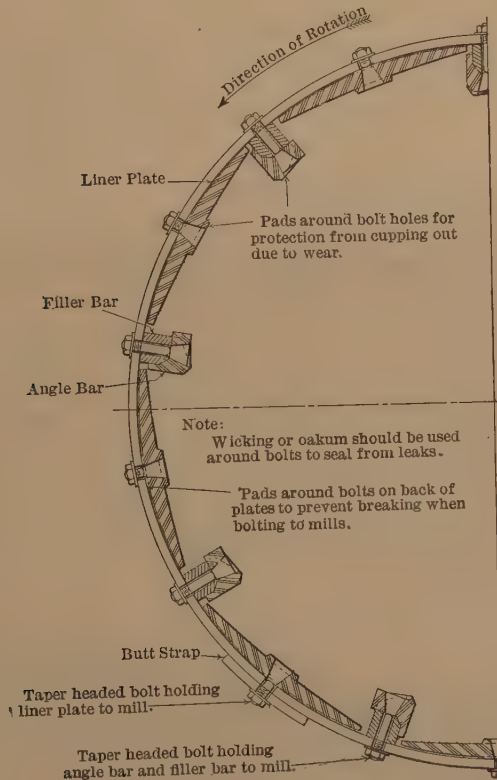 Direction of Rotation
Liner Plate
Pads around bolt holes for
protection from cupping out
due to wear.
Filler Bar
Angle Bar
Note:
Wicking or oakum should be used
around bolts to seal from leaks.
Pads around bolts on back of
plates to prevent breaking when
bolting to mills.
Butt Strap
Taper headed bolt holding
liner plate to mill.
Taper headed bolt holding
angle bar and filler bar to mill.